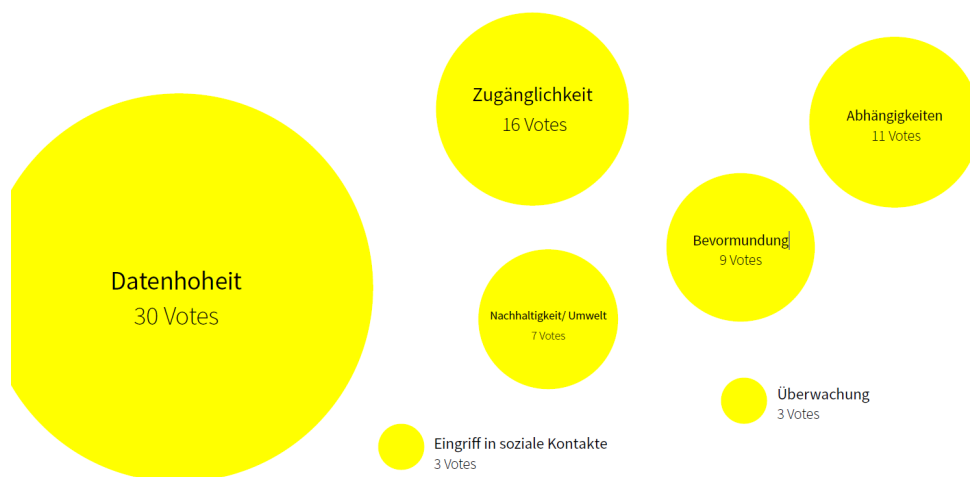 Zugänglichkeit
16 Votes
Abhängigkeiten
11 Votes
Bevormundung
9 Votes
Datenhoheit
30 Votes
Nachhaltigkeit/ Umwelt
7 Votes
Überwachung
3 Votes
Eingriff in soziale Kontakte
3 Votes